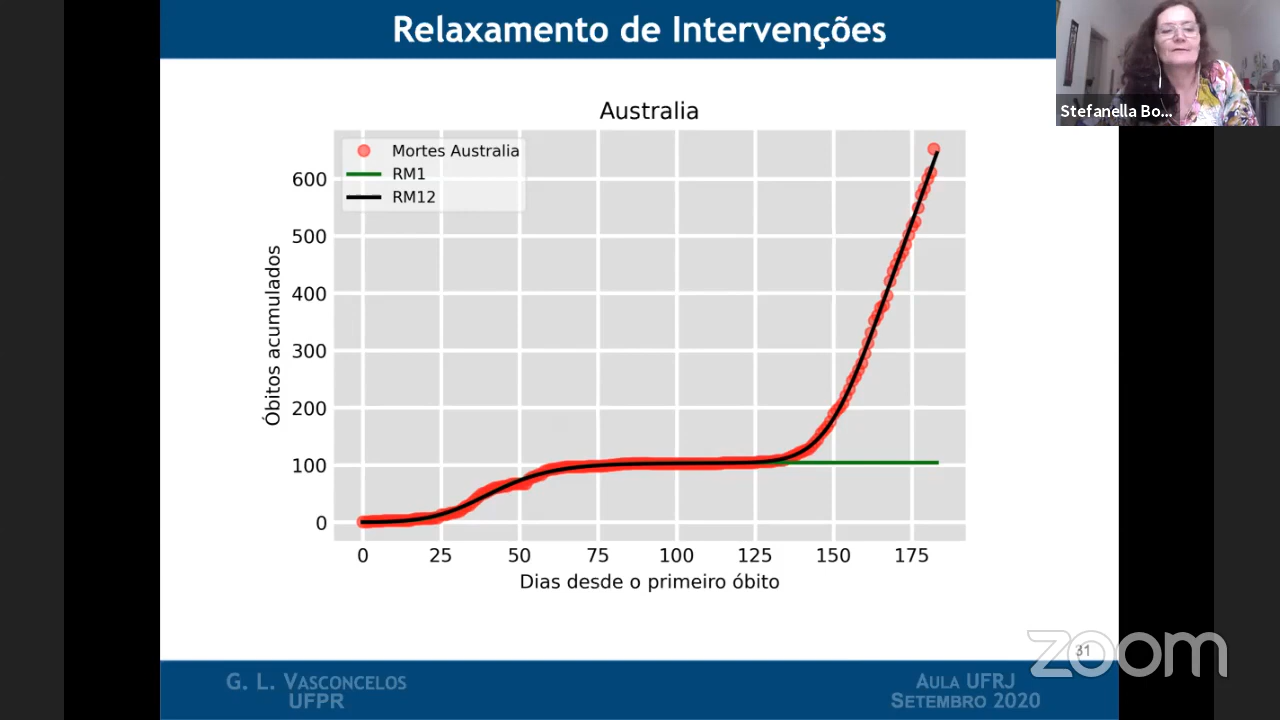 Relaxamento de Intervenções
Stefanella Bo...
Australia
Mortes Australia
RM1
RM12
600
500
400
300
200
100
0
Óbitos acumulados
0 25 50 75 100 125 150 175
Dias desde o primeiro óbito
31
zoom
G. L. VASCONCELOS
UFPR
AULA UFRJ
SETEMBRO 2020